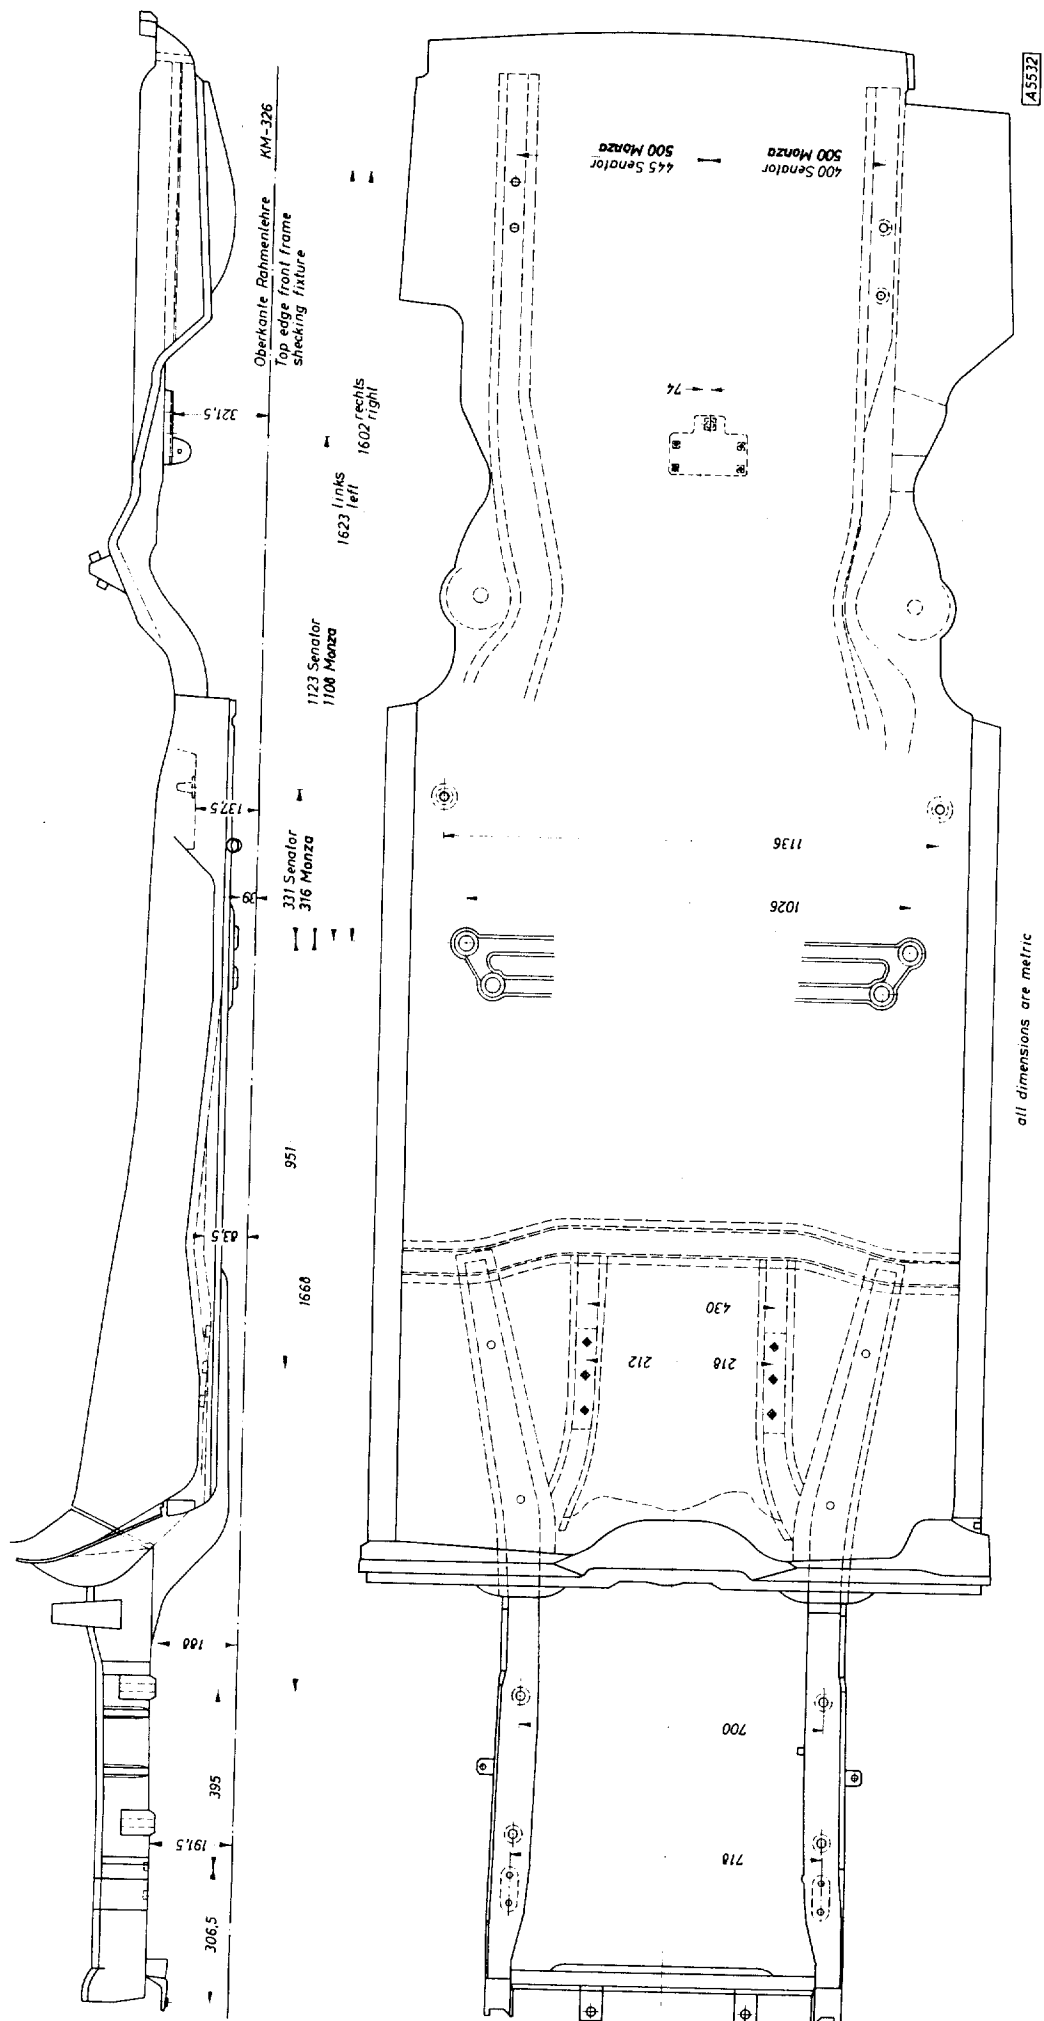 A5532
KM-326
Oberkante Rahmenlehre
Top edge front frame
shecking fixture
445 Senator
500 Monza
400 Senator
500 Monza
321,5
74
1602 rechts
right
1623 links
left
1123 Senator
1108 Monza
137,5
1136
331 Senator
316 Monza
39
1026
all dimensions are metric
951
83,5
1668
430
212
218
188
700
395
191,5
718
306,5